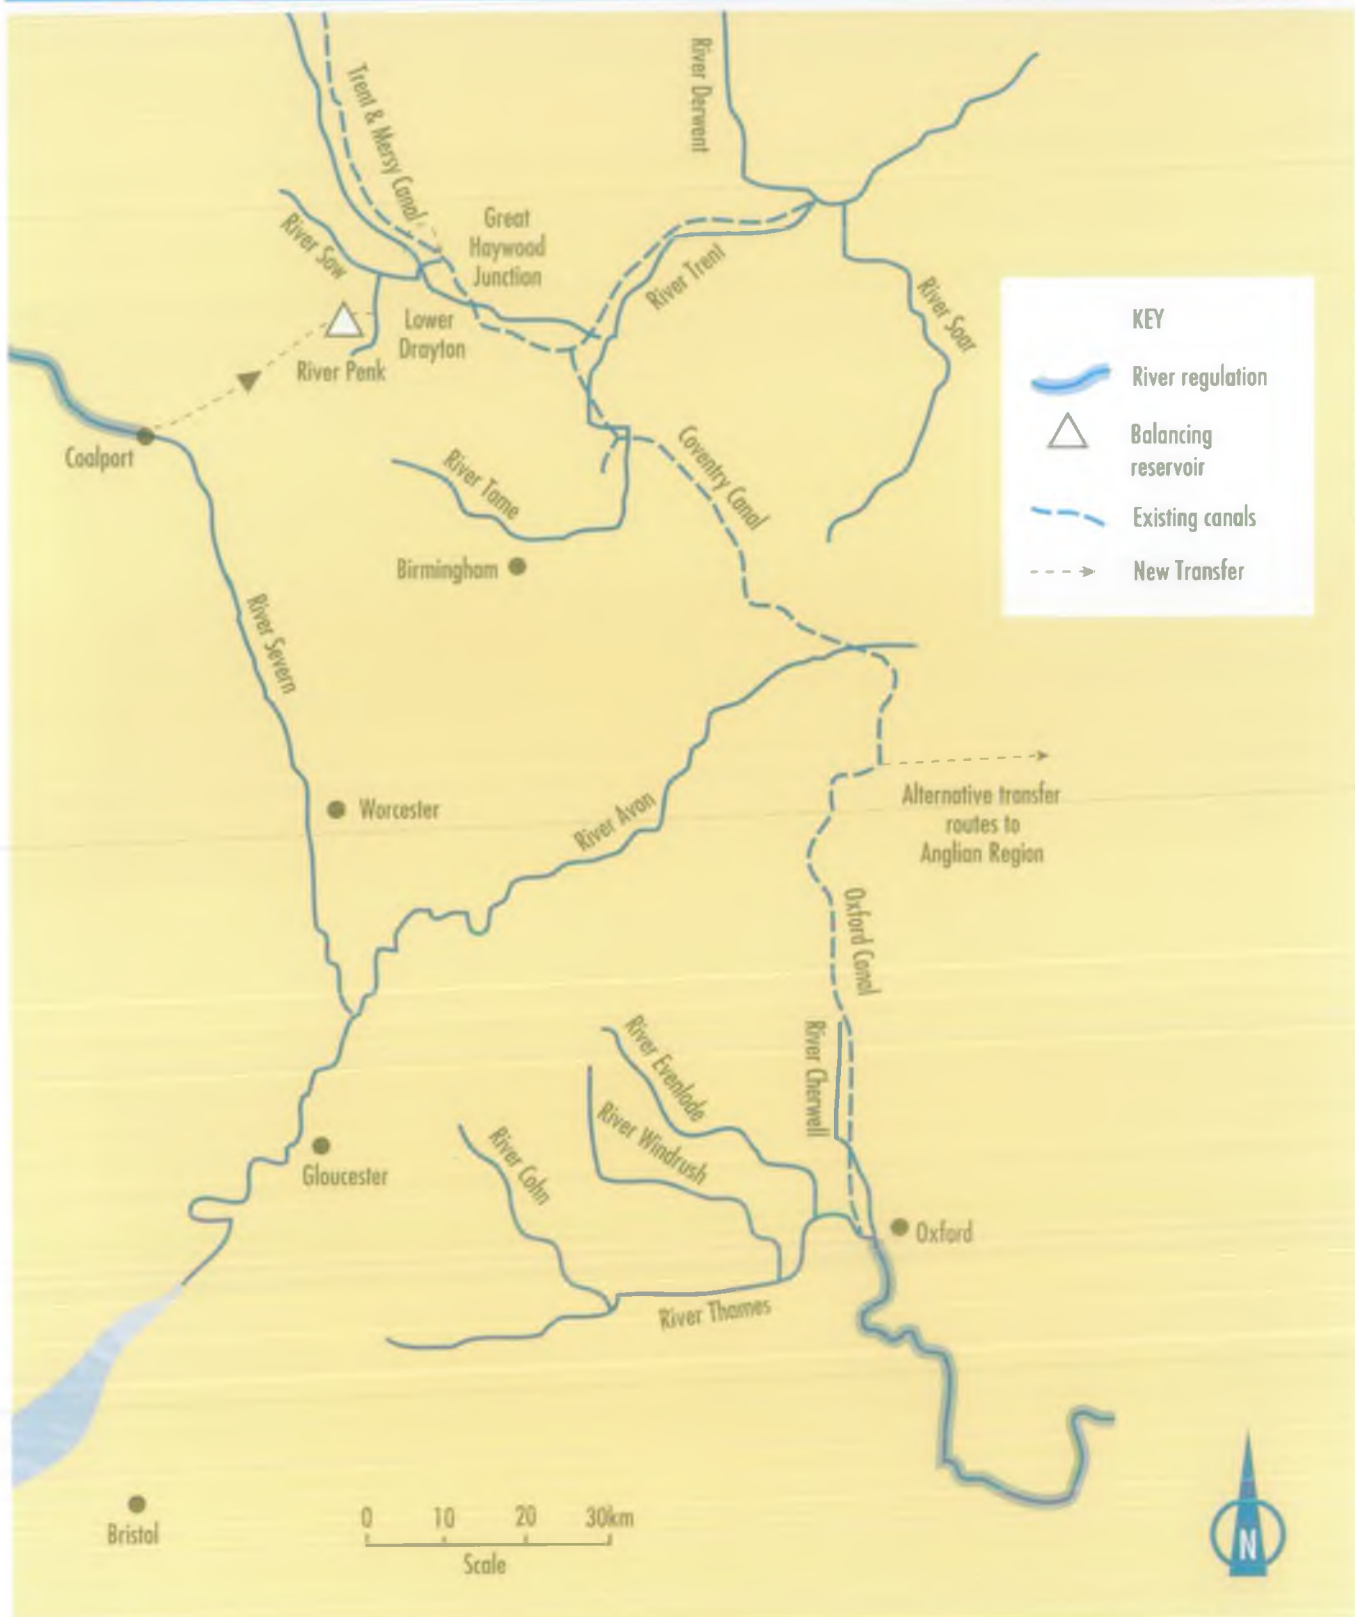 River Derwent
Trent & Mersy Canal
Great
Haywood
Junction
River Sow
River Trent
River Soar
Lower
Drayton
River Penk
KEY
River regulation
Balancing
reservoir
Existing canals
New Transfer
Coalport
Coventry Canal
River Tame
Birmingham
River Severn
Worcester
River Avon
Alternative transfer
routes to
Anglian Region
Oxford Canal
River Evenlode
River Cherwell
River Windrush
River Cohn
Gloucester
Oxford
River Thames
Bristol
0 10 20 30km
Scale
N